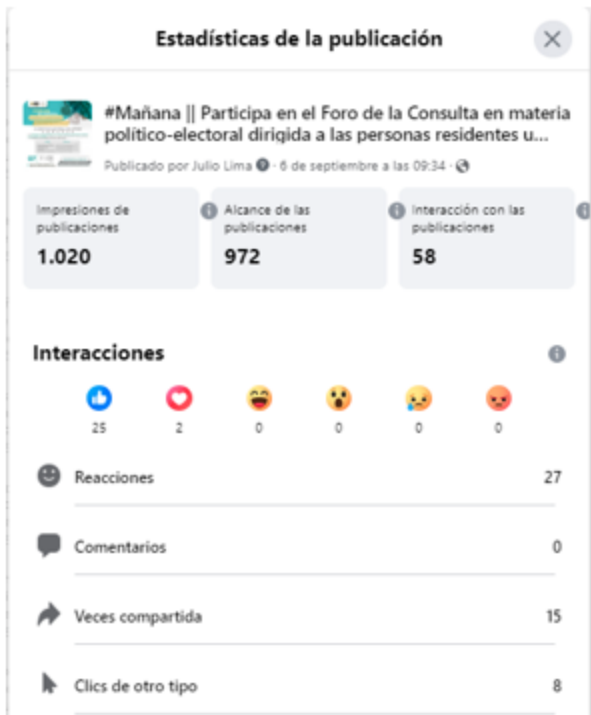 Estadísticas de la publicación
#Mañana || Participa en el Foro de la Consulta en materia
político-electoral dirigida a las personas residentes u...
Publicado por Julio Lima · 6 de septiembre a las 09:34 ·
Impresiones de
publicaciones
1.020
Alcance de las
publicaciones
972
Interacción con las
publicaciones
58
Interacciones
25 2 0 0 0 0
Reacciones 27
Comentarios 0
Veces compartida 15
Clics de otro tipo 8